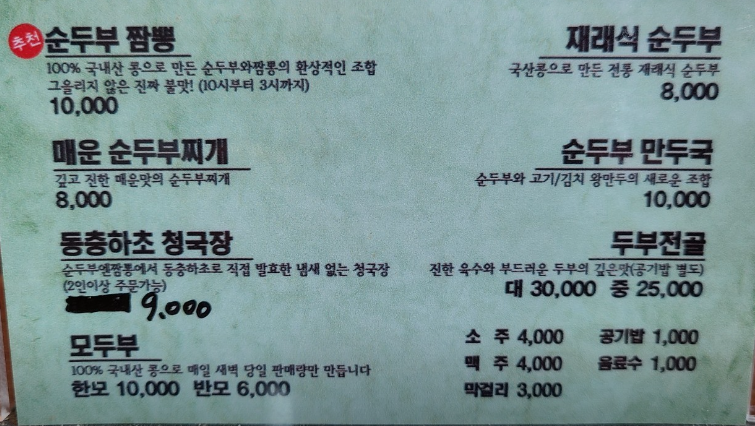 추천 순두부 짬뽕
100% 국내산 콩으로 만든 순두부와짬뽕의 환상적인 조합
그을리지 않은 진짜 불맛! (10시부터 3시까지)
10,000
재래식 순두부
국산콩으로 만든 전통 재래식 순두부
8,000
매운 순두부찌개
깊고 진한 매운맛의 순두부찌개
8,000
순두부 만두국
순두부와 고기/김치 왕만두의 새로운 조합
10,000
동충하초 청국장
순두부엔짬뽕에서 동충하초로 직접 발효한 냄새 없는 청국장
(2인이상 주문가능)
9.000
두부전골
진한 육수와 부드러운 두부의 깊은맛(공기밥 별도)
대 30,000 중 25,000
모두부
100% 국내산 콩으로 매일 새벽 당일 판매량만 만듭니다
한모 10,000 반모 6,000
소 주 4,000 공기밥 1,000
맥 주 4,000 음료수 1,000
막걸리 3,000